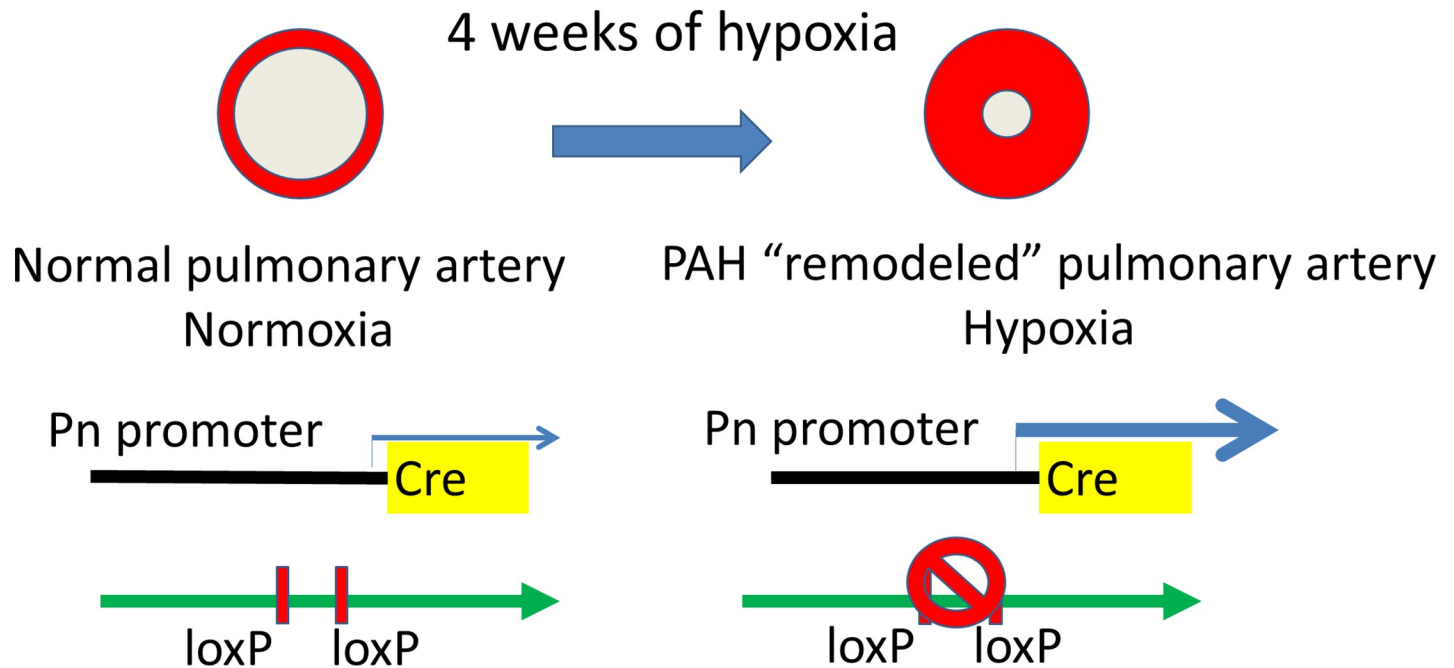 4 weeks of hypoxia
Normal pulmonary artery
Normoxia
PAH “remodeled” pulmonary artery
Hypoxia
Pn promoter
Cre
loxP loxP
Pn promoter
Cre
loxP loxP